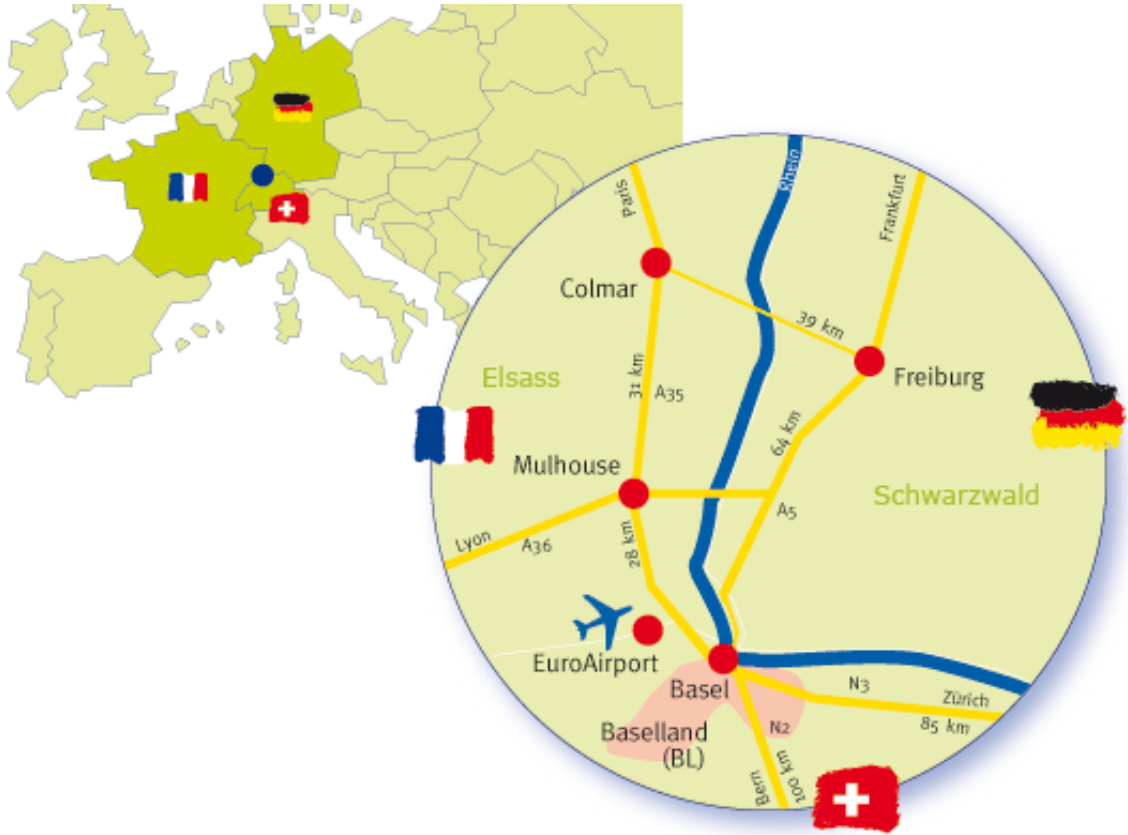 Paris
Rhein
Frankfurt
Colmar
39 km
Elsass
31 km
A35
Freiburg
64 km
Mulhouse
Schwarzwald
A5
Lyon
A36
28 km
EuroAirport
Basel
N3
Zürich
85 km
Baselland
(BL)
N2
Bern
100 km